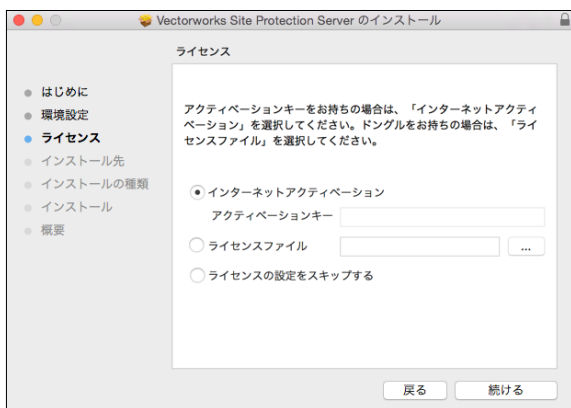 Vectorworks Site Protection Server のインストール
ライセンス
はじめに
環境設定
ライセンス
インストール先
インストールの種類
インストール
概要
アクティベーションキーをお持ちの場合は、「インターネットアクティ
ベーション」を選択してください。ドングルをお持ちの場合は、「ライ
センスファイル」を選択してください。
インターネットアクティベーション
アクティベーションキー
ライセンスファイル
...
ライセンスの設定をスキップする
戻る
続ける